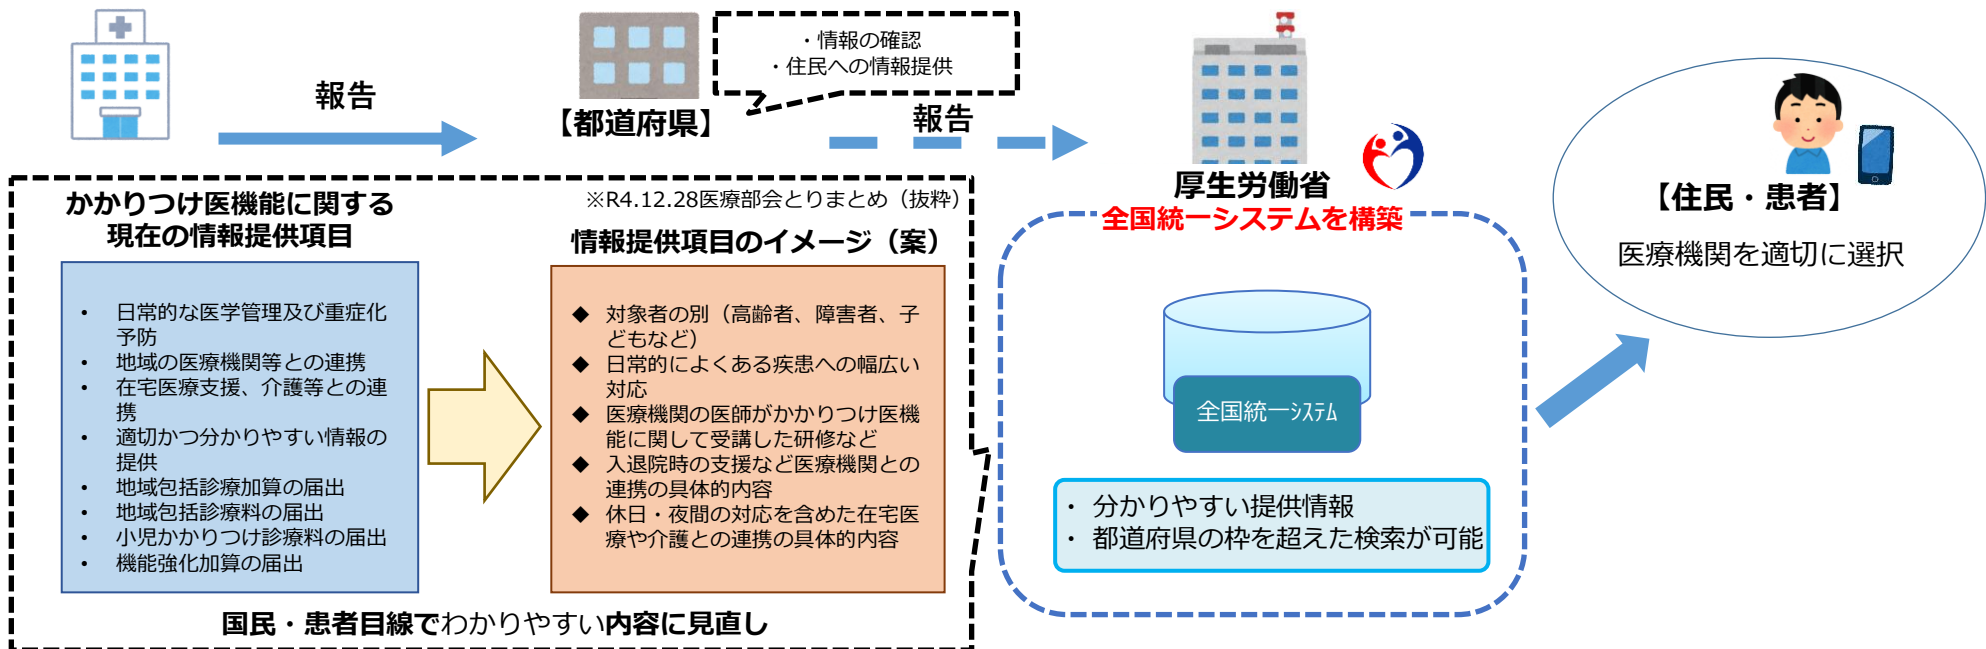 報告
【都道府県】
・情報の確認
・住民への情報提供
報告
厚生労働省
全国統一システムを構築
【住民・患者】
医療機関を適切に選択
かかりつけ医機能に関する
現在の情報提供項目
・ 日常的な医学管理及び重症化
予防
・ 地域の医療機関等との連携
・ 在宅医療支援、介護等との連
携
・ 適切かつ分かりやすい情報の
提供
・ 地域包括診療加算の届出
・ 地域包括診療料の届出
・ 小児かかりつけ診療料の届出
・ 機能強化加算の届出
※R4.12.28医療部会とりまとめ（抜粋）
情報提供項目のイメージ（案）
◆ 対象者の別（高齢者、障害者、子
どもなど）
◆ 日常的によくある疾患への幅広い
対応
◆ 医療機関の医師がかかりつけ医機
能に関して受講した研修など
◆ 入退院時の支援など医療機関との
連携の具体的内容
◆ 休日・夜間の対応を含めた在宅医
療や介護との連携の具体的内容
国民・患者目線でわかりやすい内容に見直し
全国統一ｼｽﾃﾑ
・ 分かりやすい提供情報
・ 都道府県の枠を超えた検索が可能